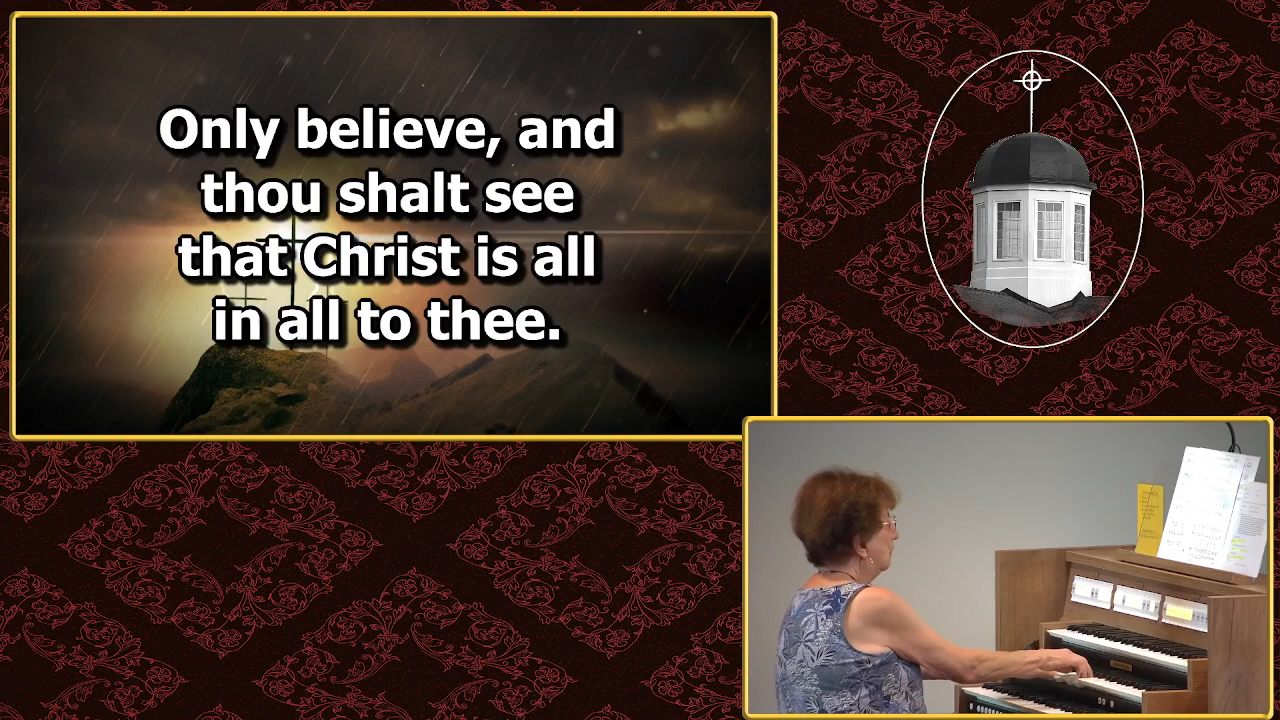 Only believe, and
thou shalt see
that Christ is all
in all to thee.